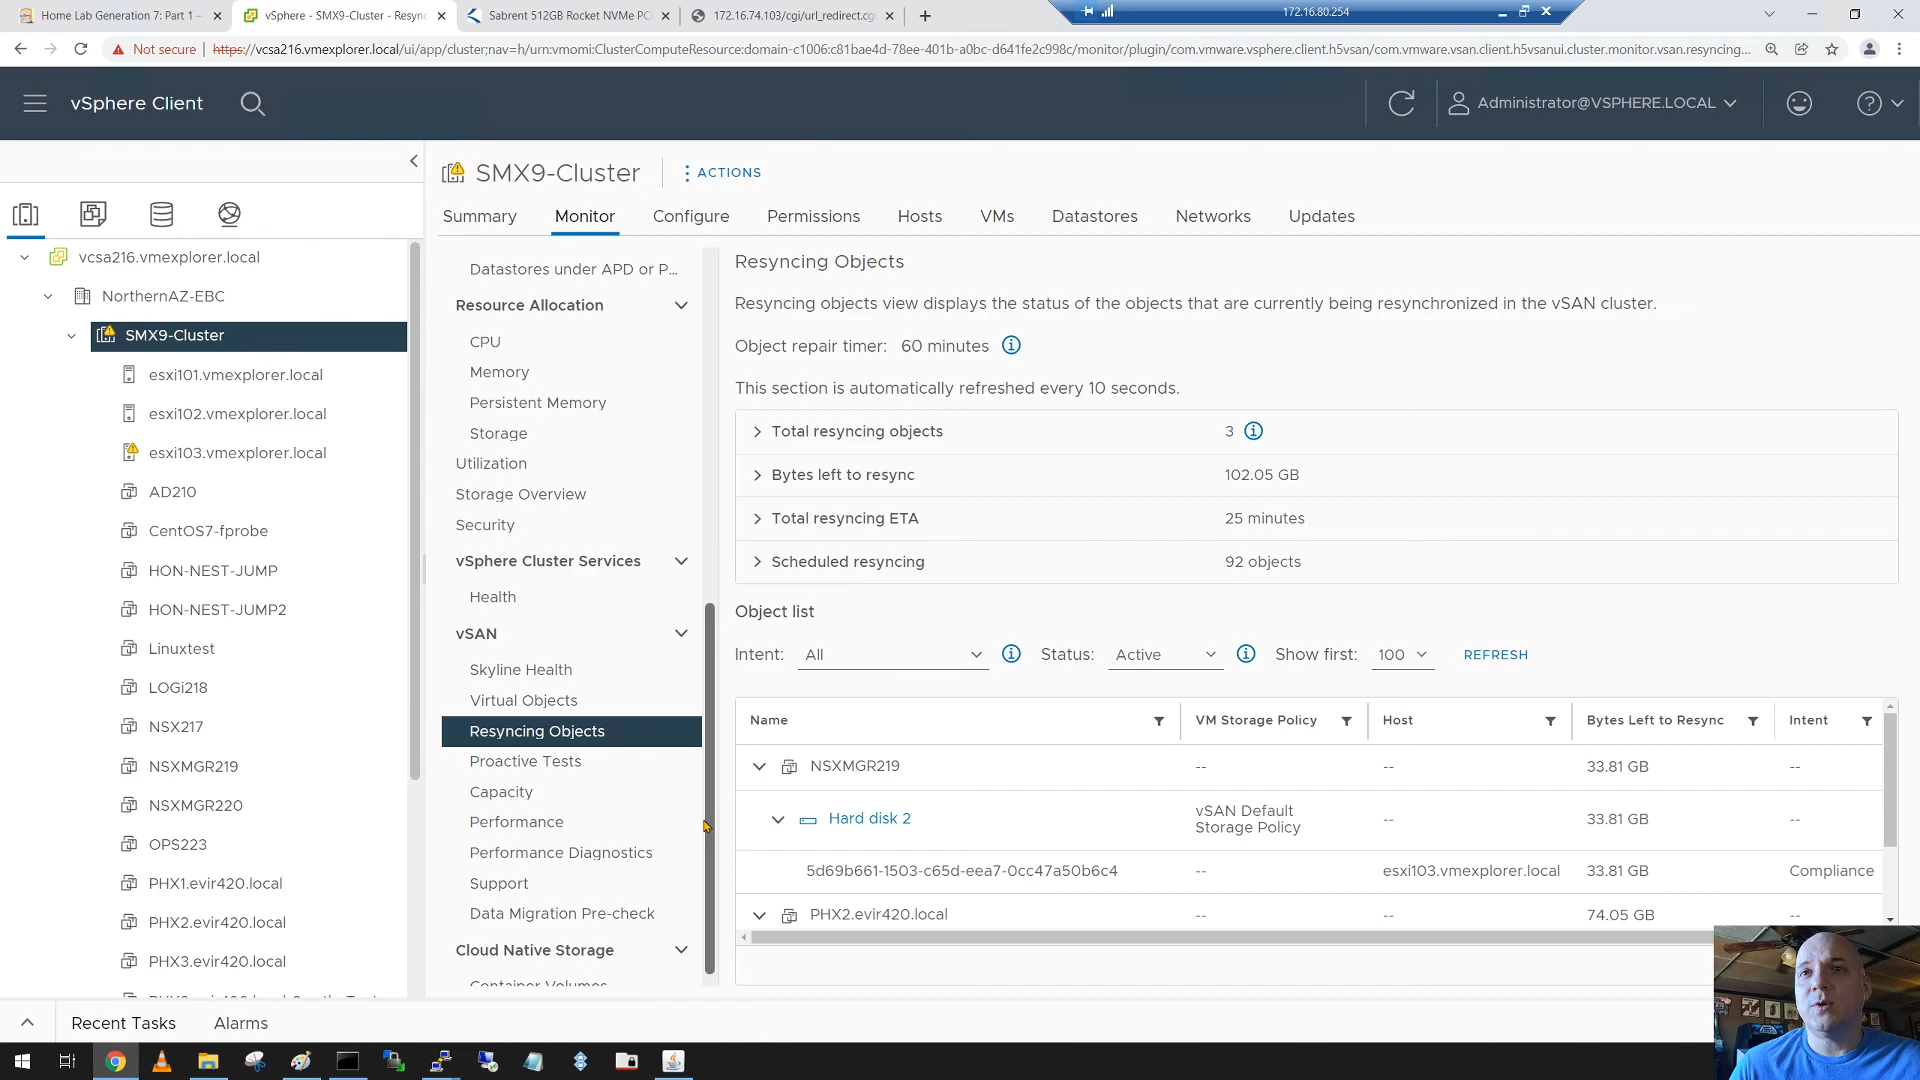 Home Lab Generation 7: Part 1 –
vSphere - SMX9-Cluster - Resync
Sabrent 512GB Rocket NVMe PCI
172.16.74.103/cgi/url_redirect.cgi
172.16.80.254
Not secure
https://vcsa216.vmexplorer.local/ui/app/cluster;nav=h/urn:vmomi:ClusterComputeResource:domain-c1006:c81bae4d-78ee-401b-a0bc-d641fe2c998c/monitor/plugin/com.vmware.vsphere.client.h5vsan/com.vmware.vsan.client.h5vsanui.cluster.monitor.vsan.resyncing...
vSphere Client
Administrator@VSPHERE.LOCAL
SMX9-Cluster
ACTIONS
Summary Monitor Configure Permissions Hosts VMs Datastores Networks Updates
vcsa216.vmexplorer.local
NorthernAZ-EBC
SMX9-Cluster
esxi101.vmexplorer.local
esxi102.vmexplorer.local
esxi103.vmexplorer.local
AD210
CentOS7-fprobe
HON-NEST-JUMP
HON-NEST-JUMP2
Linuxtest
LOGi218
NSX217
NSXMGR219
NSXMGR220
OPS223
PHX1.evir420.local
PHX2.evir420.local
PHX3.evir420.local
Datastores under APD or P...
Resource Allocation
CPU
Memory
Persistent Memory
Storage
Utilization
Storage Overview
Security
vSphere Cluster Services
Health
vSAN
Skyline Health
Virtual Objects
Resyncing Objects
Proactive Tests
Capacity
Performance
Performance Diagnostics
Support
Data Migration Pre-check
Cloud Native Storage
Container Volumes
Resyncing Objects
Resyncing objects view displays the status of the objects that are currently being resynchronized in the vSAN cluster.
Object repair timer: 60 minutes
This section is automatically refreshed every 10 seconds.
Total resyncing objects 3
Bytes left to resync 102.05 GB
Total resyncing ETA 25 minutes
Scheduled resyncing 92 objects
Object list
Intent: All Status: Active Show first: 100 REFRESH
Name VM Storage Policy Host Bytes Left to Resync Intent
NSXMGR219 -- -- 33.81 GB --
Hard disk 2 vSAN Default Storage Policy -- 33.81 GB --
5d69b661-1503-c65d-eea7-0cc47a50b6c4 -- esxi103.vmexplorer.local 33.81 GB Compliance
PHX2.evir420.local -- -- 74.05 GB --
Recent Tasks Alarms